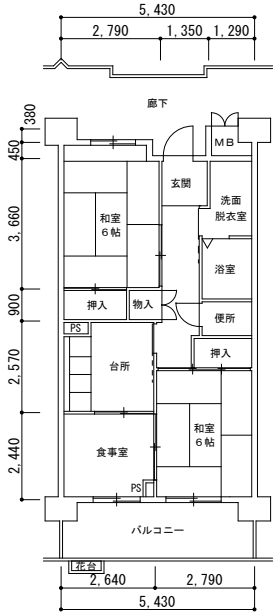 5,430
2,790
1,350
1,290
廊下
380
450
MB
玄関
3,660
和室
6帖
洗面
脱衣室
浴室
900
押入
物入
便所
PS
押入
2,570
台所
和室
6帖
2,440
食事室
PS
バルコニー
花台
2,640
2,790
5,430